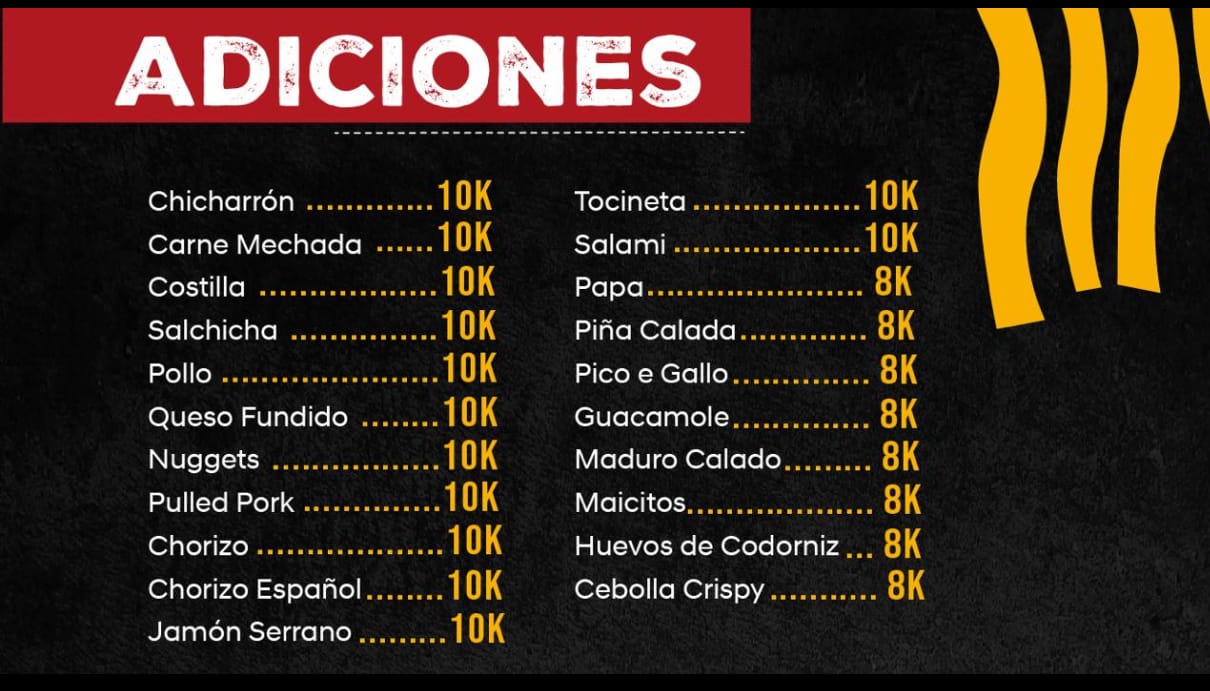 ADICIONES
Chicharrón .............10K
Carne Mechada ......10K
Costilla ..................10K
Salchicha ...............10K
Pollo ......................10K
Queso Fundido ........10K
Nuggets .................10K
Pulled Pork ..............10K
Chorizo ...................10K
Chorizo Español........10K
Jamón Serrano .........10K
Tocineta .................10K
Salami ...................10K
Papa...................... 8K
Piña Calada............. 8K
Pico e Gallo.............. 8K
Guacamole.............. 8K
Maduro Calado......... 8K
Maicitos................... 8K
Huevos de Codorniz ... 8K
Cebolla Crispy ........... 8K